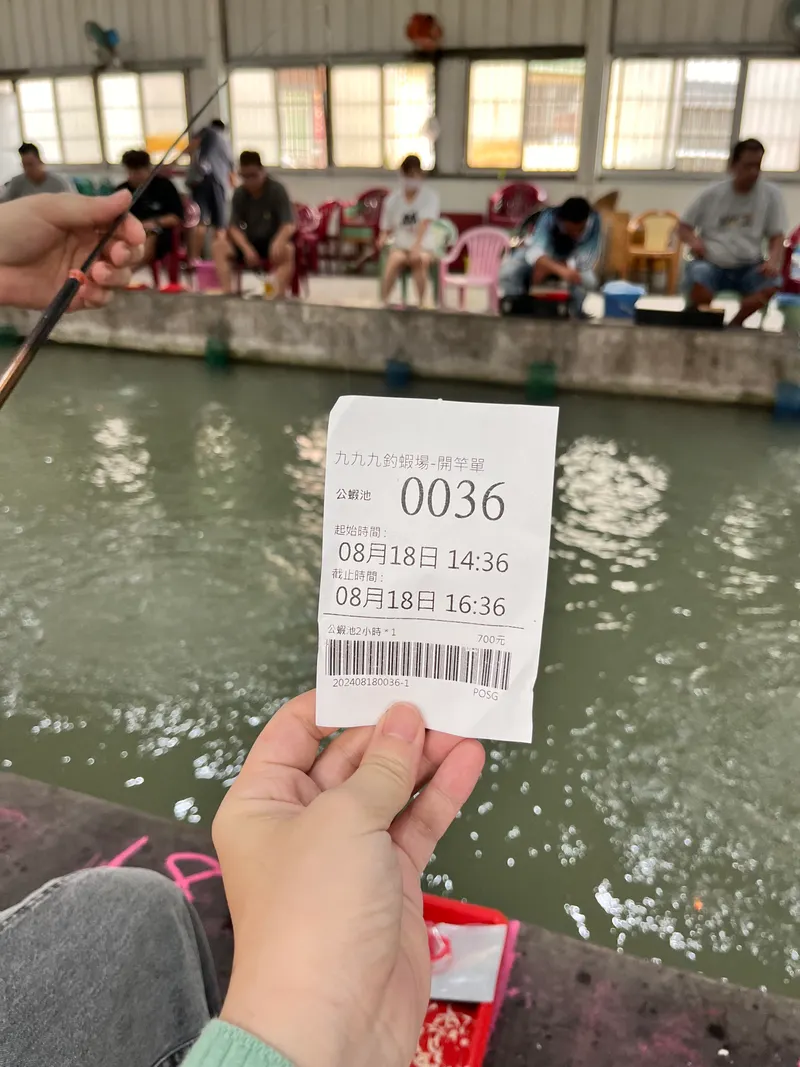 九九九釣蝦場-開竿單
公蝦池 0036
起始時間:
08月18日 14:36
截止時間:
08月18日 16:36
公蝦池2小時 * 1 700元
202408180036-1 POSG